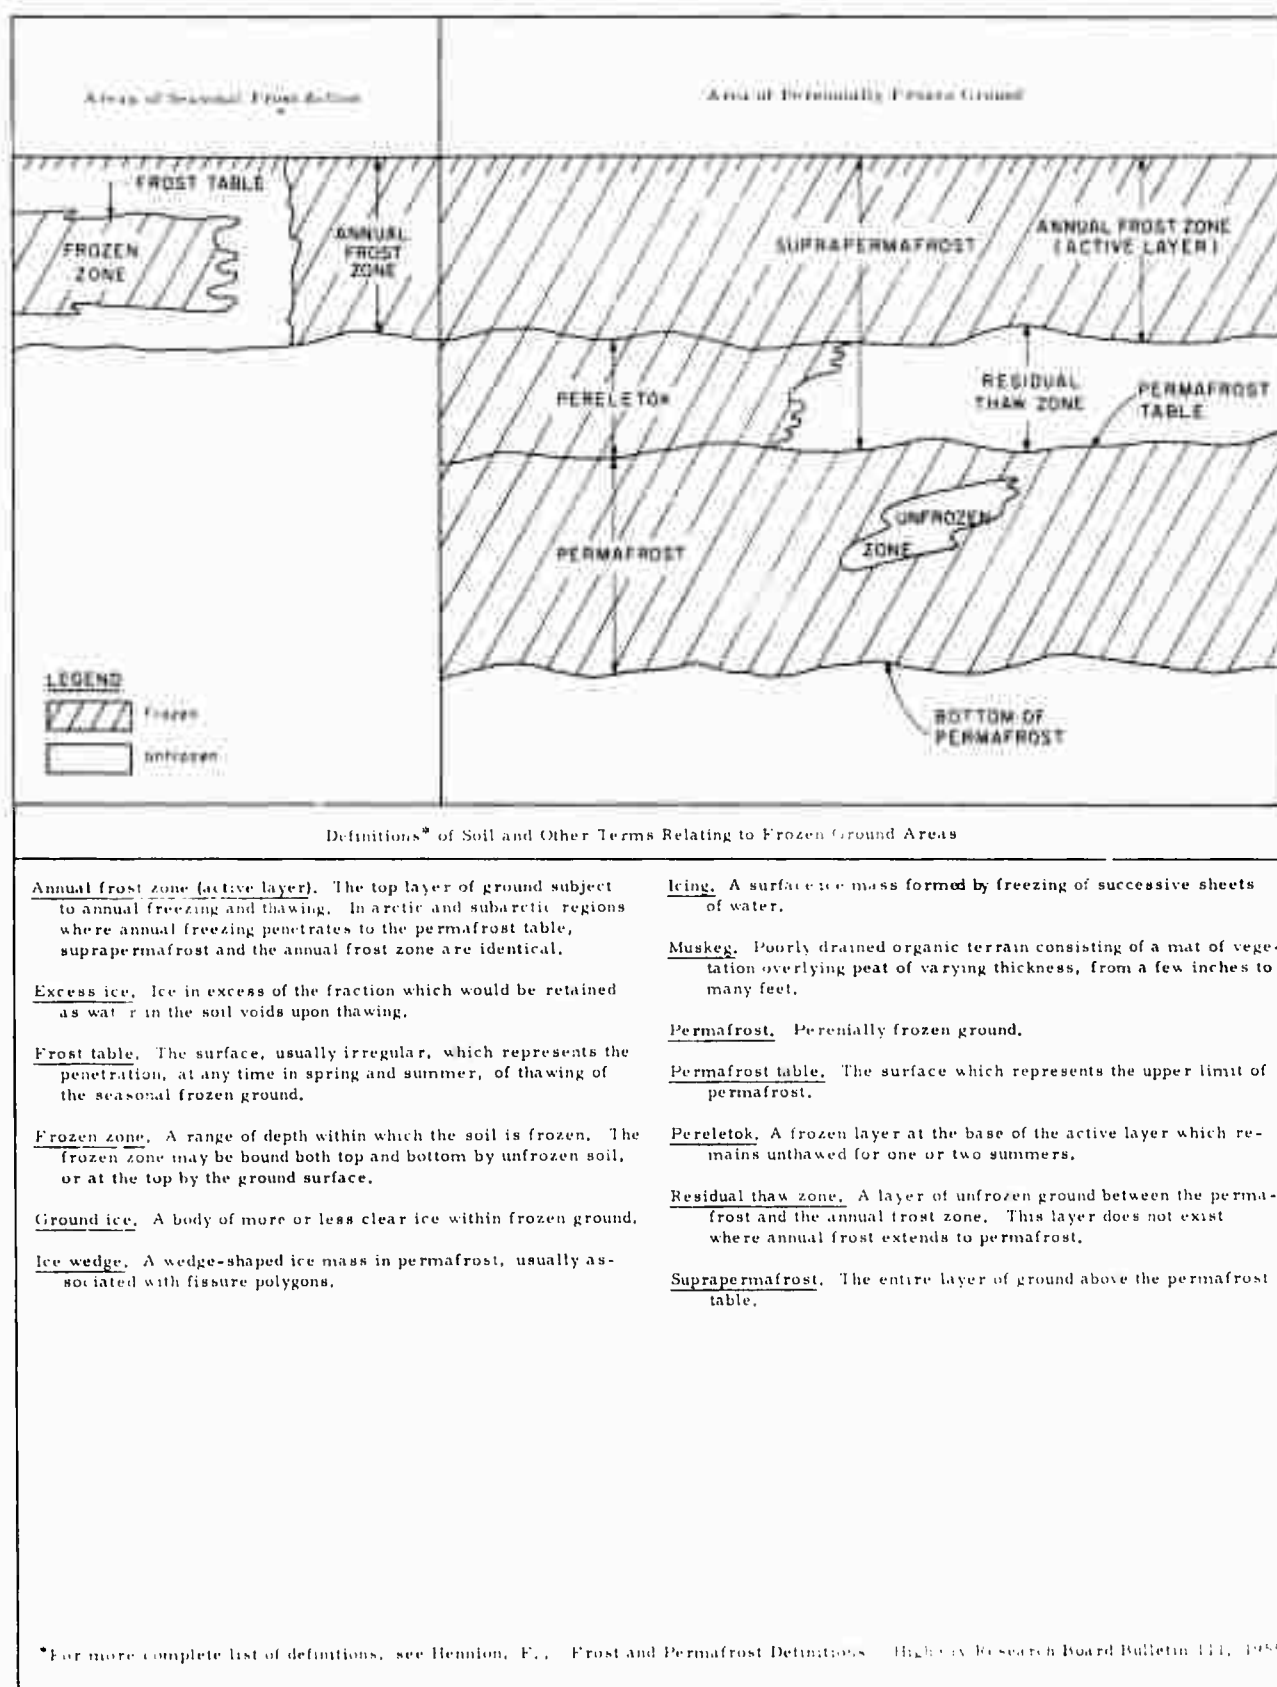 Areas of Seasonal Frost Action
*
Area of Perennially Frozen Ground
FROST TABLE
FROZEN
ZONE
ANNUAL
FROST
ZONE
SUPRAPERMAFROST
ANNUAL FROST ZONE
(ACTIVE LAYER)
PERELETOK
RESIDUAL
THAW ZONE
PERMAFROST
TABLE
PERMAFROST
UNFROZEN
ZONE
BOTTOM OF
PERMAFROST
LEGEND
Frozen
Unfrozen
Definitions* of Soil and Other Terms Relating to Frozen Ground Areas
Annual frost zone (active layer). The top layer of ground subject
to annual freezing and thawing. In arctic and subarctic regions
where annual freezing penetrates to the permafrost table,
suprapermafrost and the annual frost zone are identical.
Excess ice. Ice in excess of the fraction which would be retained
as wat r in the soil voids upon thawing.
Frost table. The surface, usually irregular, which represents the
penetration, at any time in spring and summer, of thawing of
the seasonal frozen ground.
Frozen zone. A range of depth within which the soil is frozen. The
frozen zone may be bound both top and bottom by unfrozen soil,
or at the top by the ground surface.
Ground ice. A body of more or less clear ice within frozen ground.
Ice wedge. A wedge-shaped ice mass in permafrost, usually as-
sociated with fissure polygons.
Icing. A surface ice mass formed by freezing of successive sheets
of water.
Muskeg. Poorly drained organic terrain consisting of a mat of vege-
tation overlying peat of varying thickness, from a few inches to
many feet.
Permafrost. Perenially frozen ground.
Permafrost table. The surface which represents the upper limit of
permafrost.
Pereletok. A frozen layer at the base of the active layer which re-
mains unthawed for one or two summers.
Residual thaw zone. A layer of unfrozen ground between the perma-
frost and the annual frost zone. This layer does not exist
where annual frost extends to permafrost.
Suprapermafrost. The entire layer of ground above the permafrost
table.
*For more complete list of definitions, see Hennion, F., Frost and Permafrost Definitions Highway Research Board Bulletin 111,